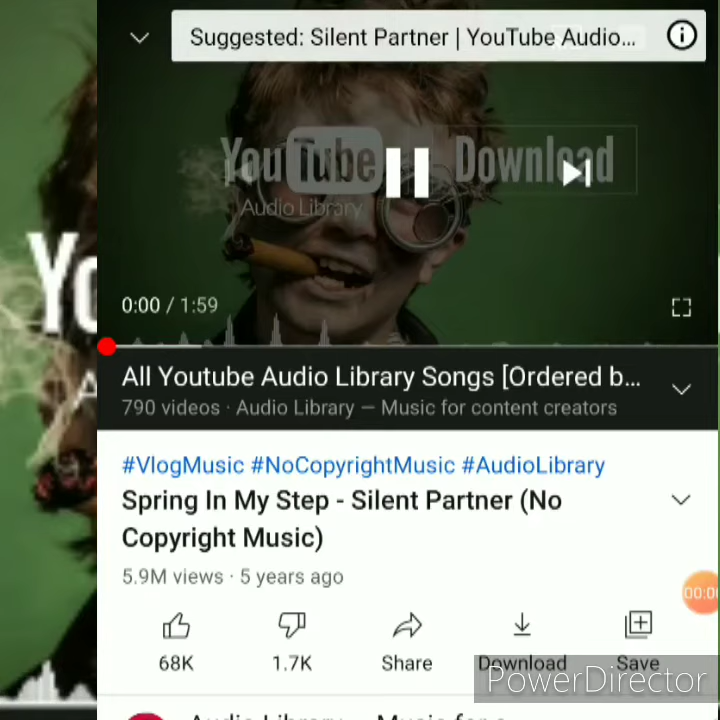 Suggested: Silent Partner | YouTube Audio...
YouTube Download
Audio Library
0:00 / 1:59
All Youtube Audio Library Songs [Ordered b...
790 videos · Audio Library — Music for content creators
#VlogMusic #NoCopyrightMusic #AudioLibrary
Spring In My Step - Silent Partner (No
Copyright Music)
5.9M views · 5 years ago
68K 1.7K Share Download Save
PowerDirector